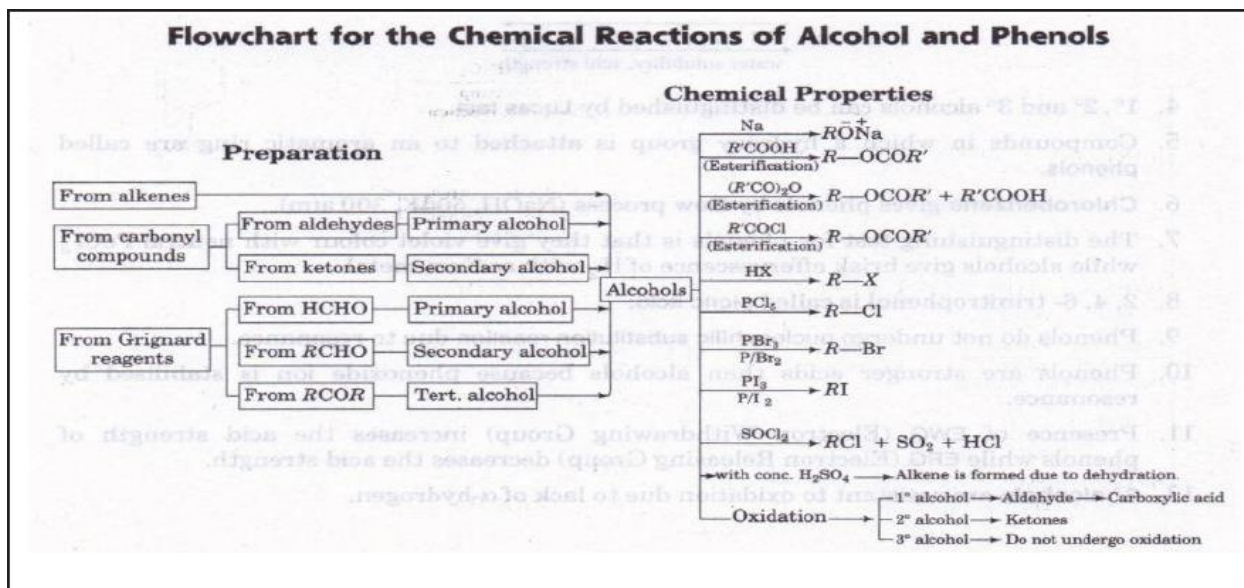 Flowchart for the Chemical Reactions of Alcohol and Phenols
Preparation
From alkenes
From carbonyl
compounds
From aldehydes
Primary alcohol
From ketones
Secondary alcohol
From Grignard
reagents
From HCHO
Primary alcohol
From RCHO
Secondary alcohol
From RCOR
Tert. alcohol
Alcohols
Chemical Properties
Na → RŌN⁺a
R'COOH (Esterification) → R—OCOR'
(R'CO)₂O (Esterification) → R—OCOR' + R'COOH
R'COCl (Esterification) → R—OCOR'
HX → R—X
PCl₅ → R—Cl
PBr₃ P/Br₂ → R—Br
PI₃ P/I₂ → RI
SOCl₂ → RCl + SO₂ + HCl
with conc. H₂SO₄ → Alkene is formed due to dehydration.
Oxidation
1° alcohol → Aldehyde → Carboxylic acid
2° alcohol → Ketones
3° alcohol → Do not undergo oxidation